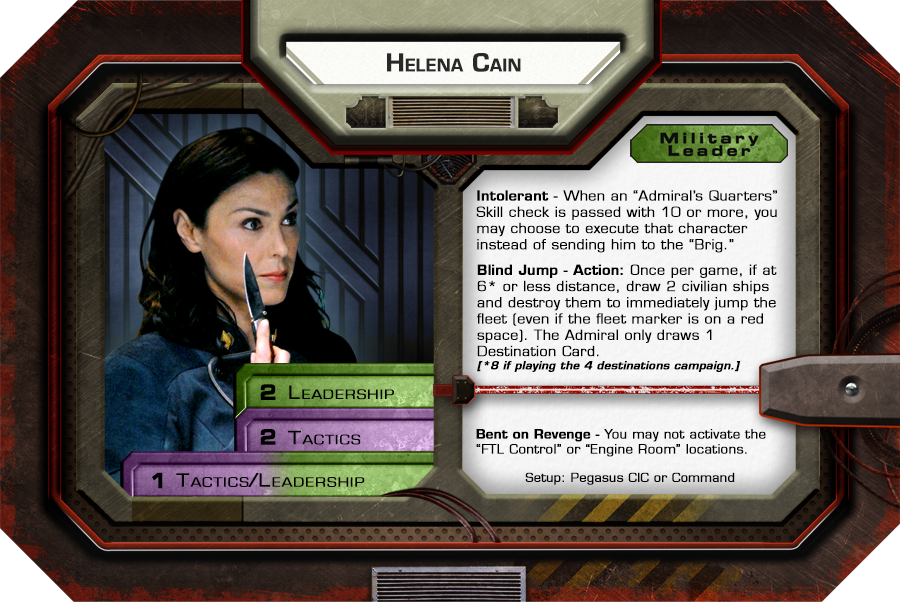 Helena Cain
Military
Leader
Intolerant - When an “Admiral’s Quarters”
Skill check is passed with 10 or more, you
may choose to execute that character
instead of sending him to the “Brig.”
Blind Jump - Action: Once per game, if at
6* or less distance, draw 2 civilian ships
and destroy them to immediately jump the
fleet (even if the fleet marker is on a red
space). The Admiral only draws 1
Destination Card.
[*8 if playing the 4 destinations campaign.]
2 Leadership
2 Tactics
1 Tactics/Leadership
Bent on Revenge - You may not activate the
“FTL Control” or “Engine Room” locations.
Setup: Pegasus CIC or Command